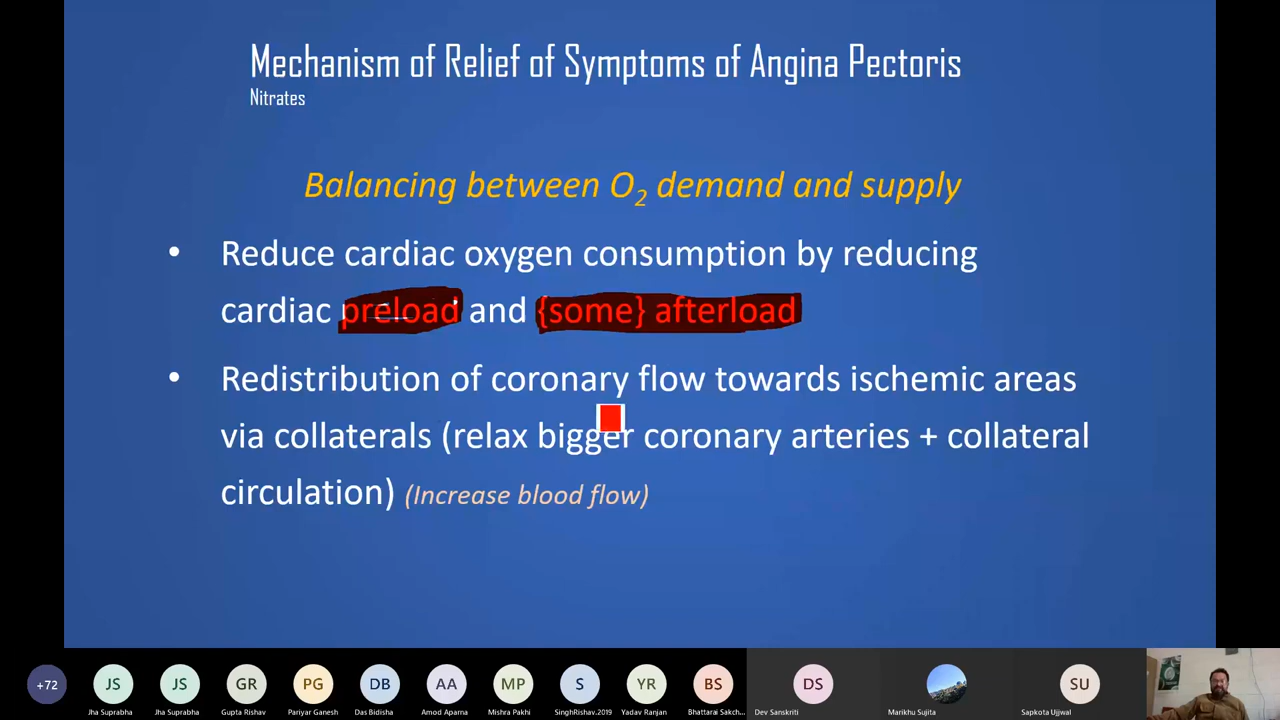 Mechanism of Relief of Symptoms of Angina Pectoris
Nitrates
Balancing between O2 demand and supply
• Reduce cardiac oxygen consumption by reducing
cardiac preload and {some} afterload
• Redistribution of coronary flow towards ischemic areas
via collaterals (relax bigger coronary arteries + collateral
circulation) (Increase blood flow)
+72 JS JS GR PG DB AA MP S YR BS DS SU
Jha Suprabha Jha Suprabha Gupta Rishav Pariyar Ganesh Das Bidisha Amod Aparna Mishra Pakhi SinghRishav.2019 Yadav Ranjan Bhattarai Sakch... Dev Sanskriti Marikhu Sujita Sapkota Ujjwal